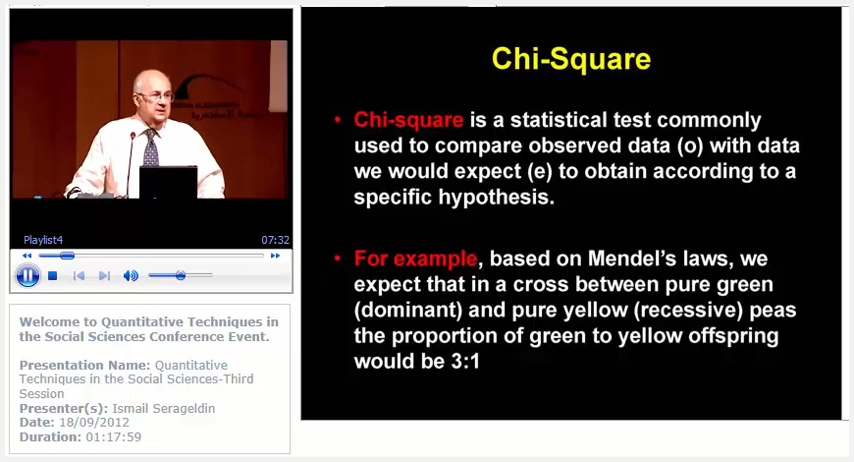 Playlist4
07:32
Welcome to Quantitative Techniques in
the Social Sciences Conference Event.
Presentation Name: Quantitative
Techniques in the Social Sciences-Third
Session
Presenter(s): Ismail Serageldin
Date: 18/09/2012
Duration: 01:17:59
Chi-Square
• Chi-square is a statistical test commonly
used to compare observed data (o) with data
we would expect (e) to obtain according to a
specific hypothesis.
• For example, based on Mendel's laws, we
expect that in a cross between pure green
(dominant) and pure yellow (recessive) peas
the proportion of green to yellow offspring
would be 3:1